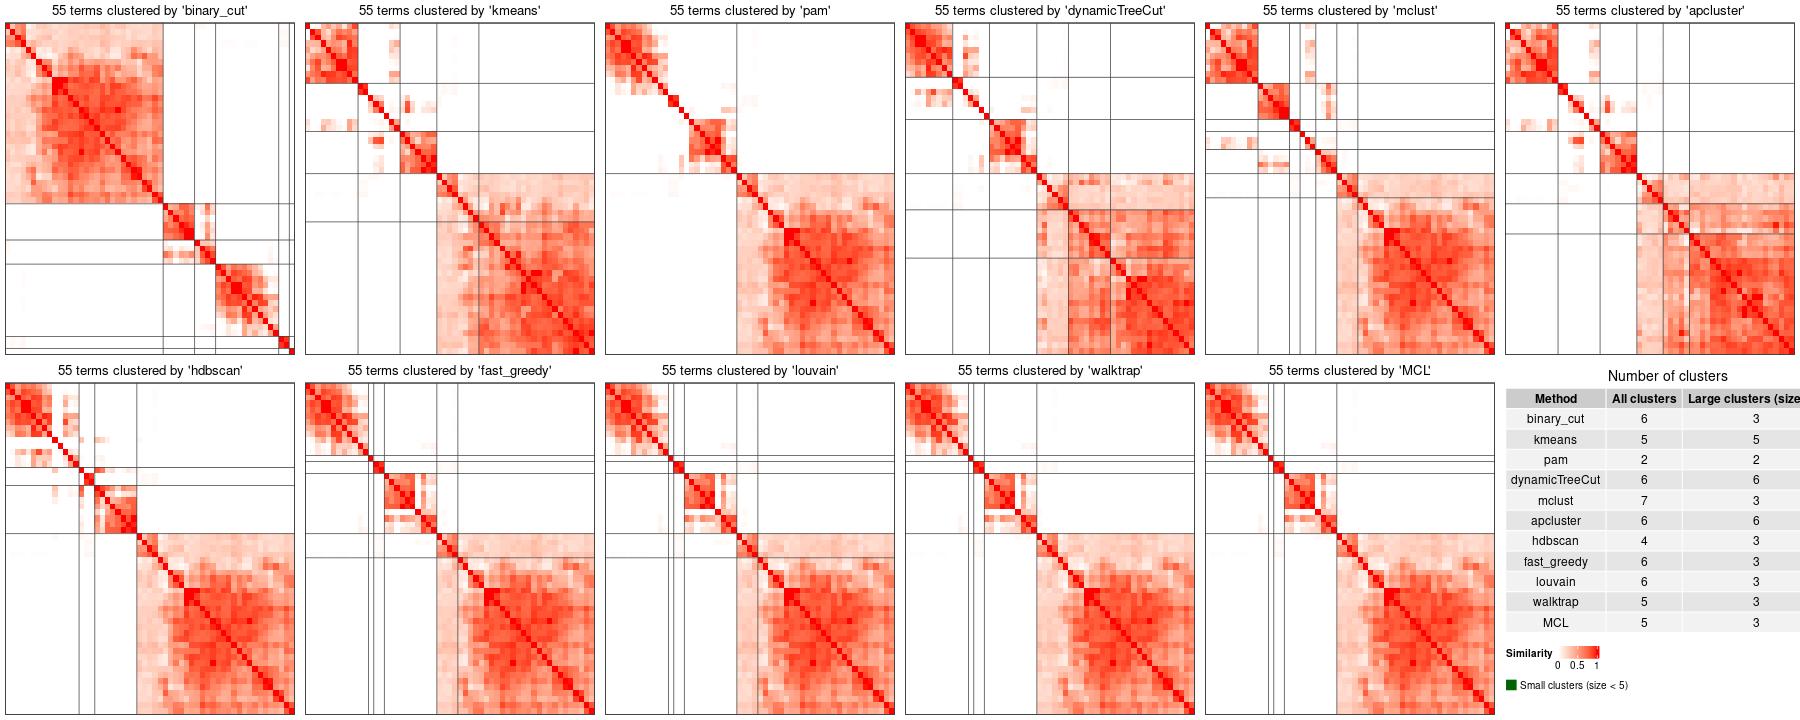 55 terms clustered by 'binary_cut'
55 terms clustered by 'kmeans'
55 terms clustered by 'pam'
55 terms clustered by 'dynamicTreeCut'
55 terms clustered by 'mclust'
55 terms clustered by 'apcluster'
55 terms clustered by 'hdbscan'
55 terms clustered by 'fast_greedy'
55 terms clustered by 'louvain'
55 terms clustered by 'walktrap'
55 terms clustered by 'MCL'
Number of clusters
Method All clusters Large clusters (size
binary_cut 6 3
kmeans 5 5
pam 2 2
dynamicTreeCut 6 6
mclust 7 3
apcluster 6 6
hdbscan 4 3
fast_greedy 6 3
louvain 6 3
walktrap 5 3
MCL 5 3
Similarity
0 0.5 1
Small clusters (size < 5)